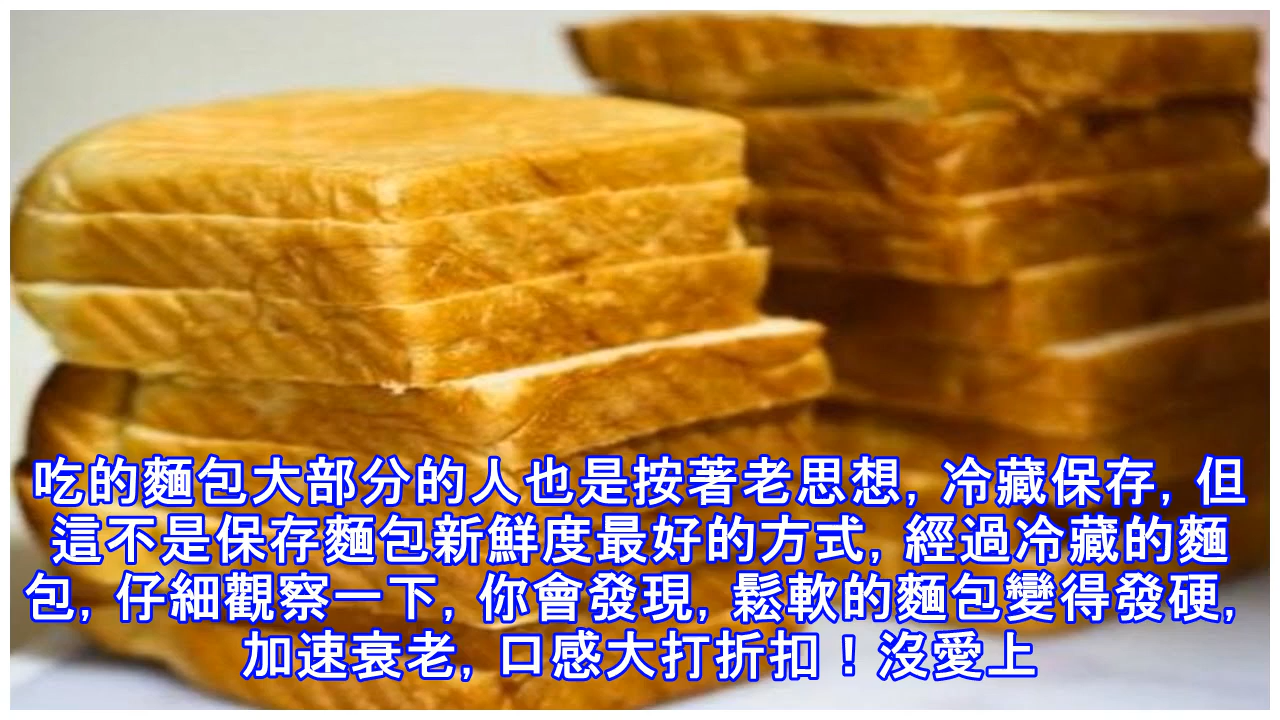 吃的麵包大部分的人也是按著老思想, 冷藏保存, 但
這不是保存麵包新鮮度最好的方式, 經過冷藏的麵
包, 仔細觀察一下, 你會發現, 鬆軟的麵包變得發硬,
加速衰老, 口感大打折扣！沒愛上